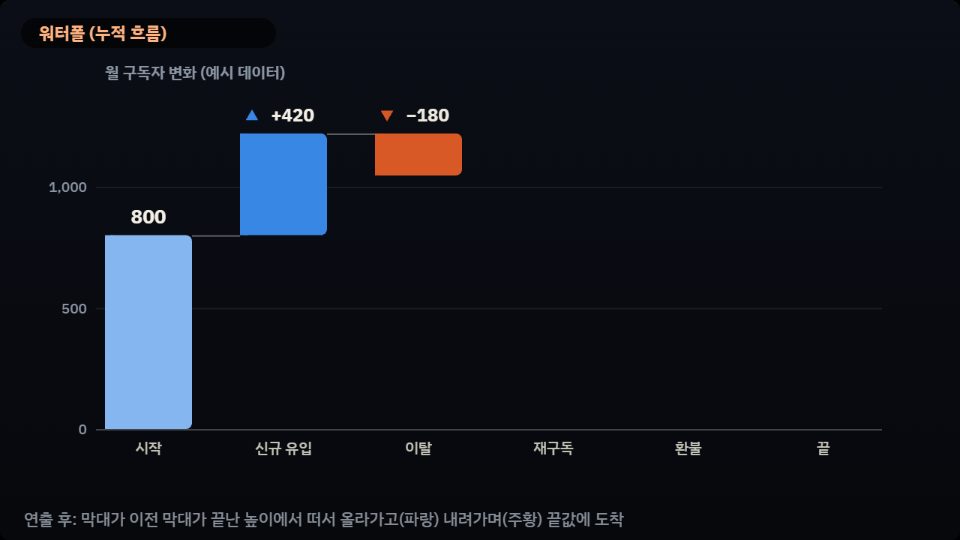 워터폴 (누적 흐름)
월 구독자 변화 (예시 데이터)
▲ +420
▼ −180
1,000
800
500
0
시작 신규 유입 이탈 재구독 환불 끝
연출 후: 막대가 이전 막대가 끝난 높이에서 떠서 올라가고(파랑) 내려가며(주황) 끝값에 도착